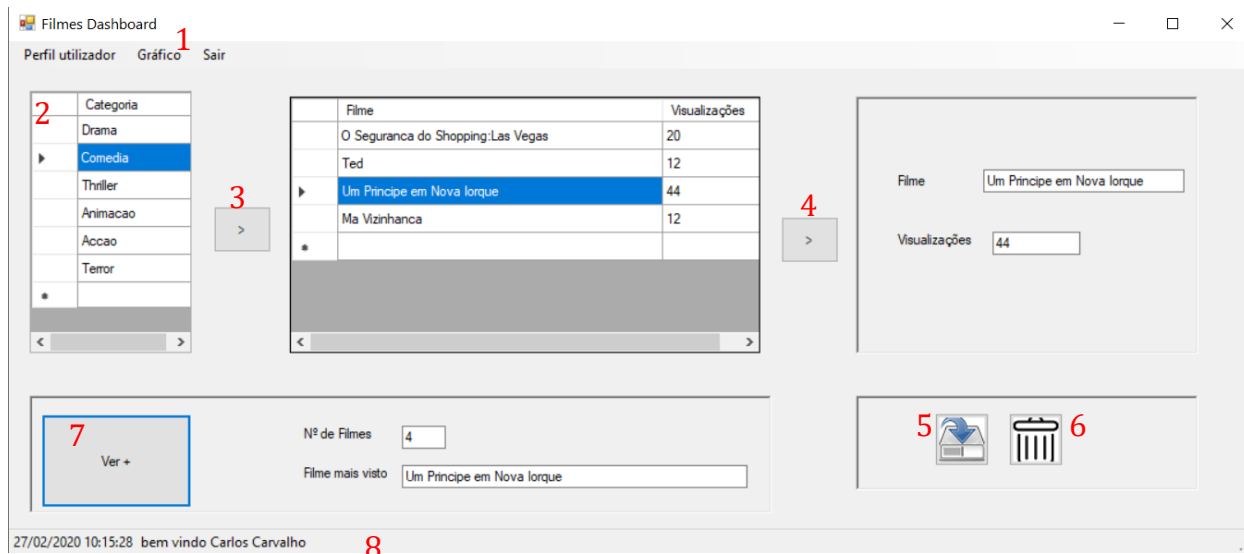 Filmes Dashboard
1
Perfil utilizador Gráfico Sair
2 Categoria
Drama
Comedia
Thriller
Animacao
Accao
Terror
3
>
Filme Visualizações
O Seguranca do Shopping:Las Vegas 20
Ted 12
Um Principe em Nova Iorque 44
Ma Vizinhanca 12
4
>
Filme Um Principe em Nova Iorque
Visualizações 44
7
Ver +
Nº de Filmes 4
Filme mais visto Um Principe em Nova Iorque
5 6
27/02/2020 10:15:28 bem vindo Carlos Carvalho
8